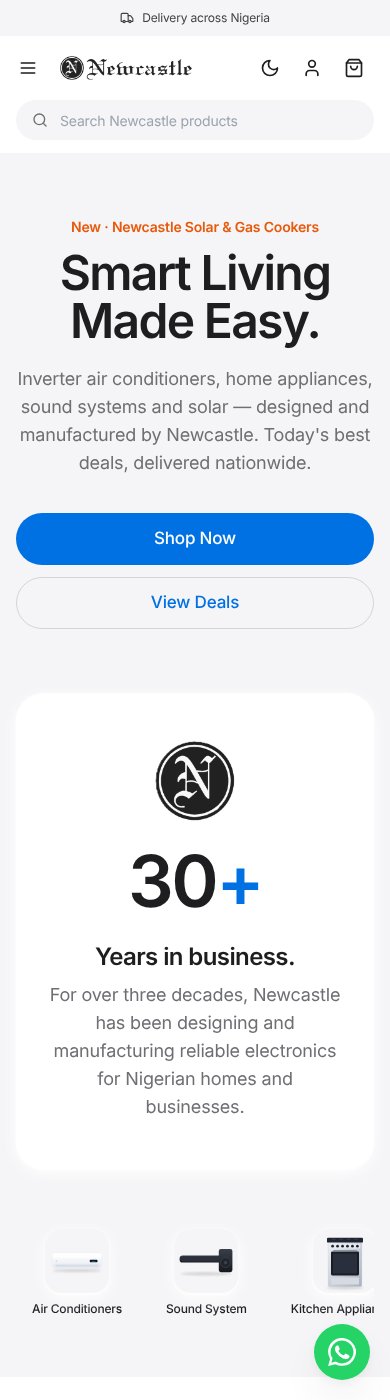 Delivery across Nigeria
N Newcastle
Search Newcastle products
New · Newcastle Solar & Gas Cookers
Smart Living
Made Easy.
Inverter air conditioners, home appliances,
sound systems and solar — designed and
manufactured by Newcastle. Today's best
deals, delivered nationwide.
Shop Now
View Deals
N
30+
Years in business.
For over three decades, Newcastle
has been designing and
manufacturing reliable electronics
for Nigerian homes and
businesses.
Air Conditioners
Sound System
Kitchen Applian